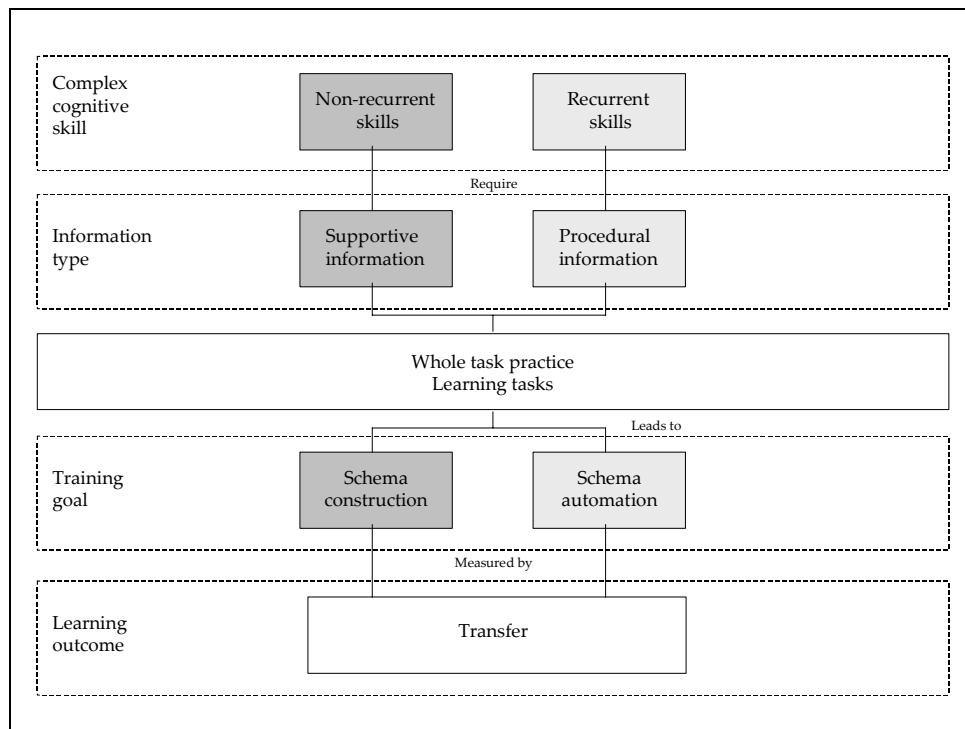 Complex
cognitive
skill
Non-recurrent
skills
Recurrent
skills
Require
Information
type
Supportive
information
Procedural
information
Whole task practice
Learning tasks
Leads to
Training
goal
Schema
construction
Schema
automation
Measured by
Learning
outcome
Transfer